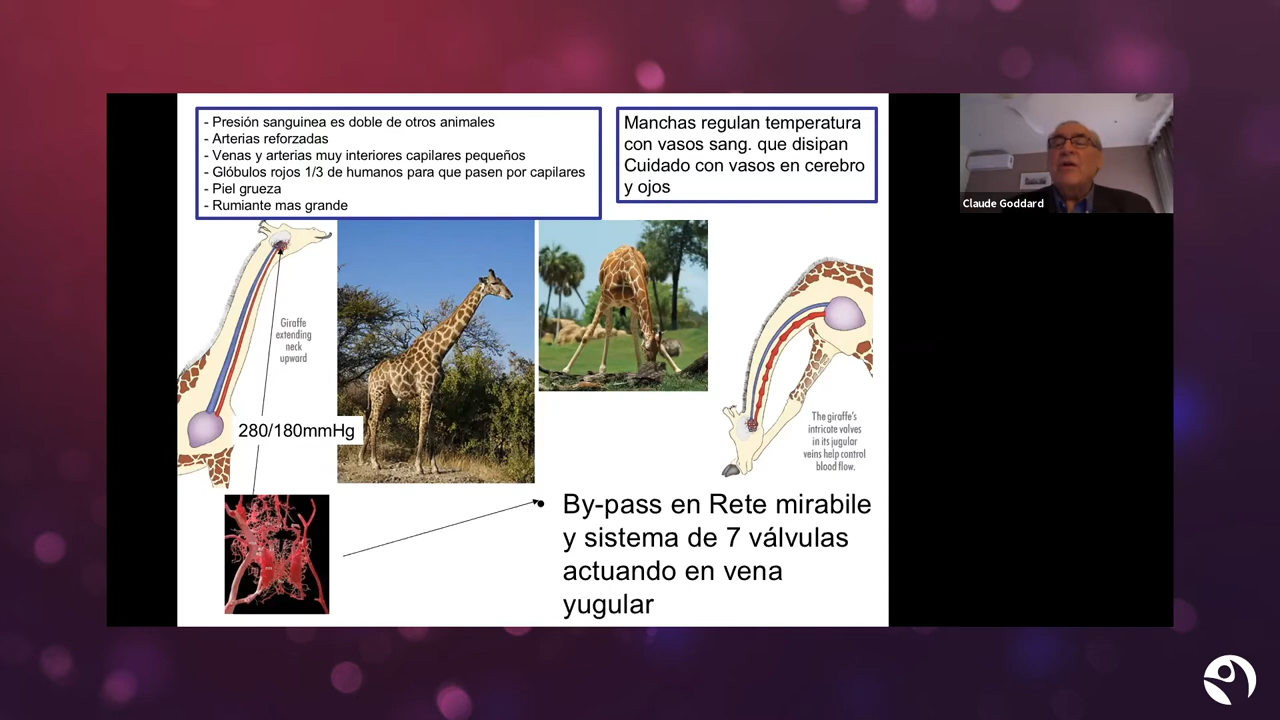 - Presión sanguinea es doble de otros animales
- Arterias reforzadas
- Venas y arterias muy interiores capilares pequeños
- Glóbulos rojos 1/3 de humanos para que pasen por capilares
- Piel grueza
- Rumiante mas grande
Manchas regulan temperatura
con vasos sang. que disipan
Cuidado con vasos en cerebro
y ojos
Claude Goddard
Giraffe
extending
neck
upward
280/180mmHg
The giraffe's
intricate valves
in its jugular
veins help control
blood flow.
• By-pass en Rete mirabile
y sistema de 7 válvulas
actuando en vena
yugular